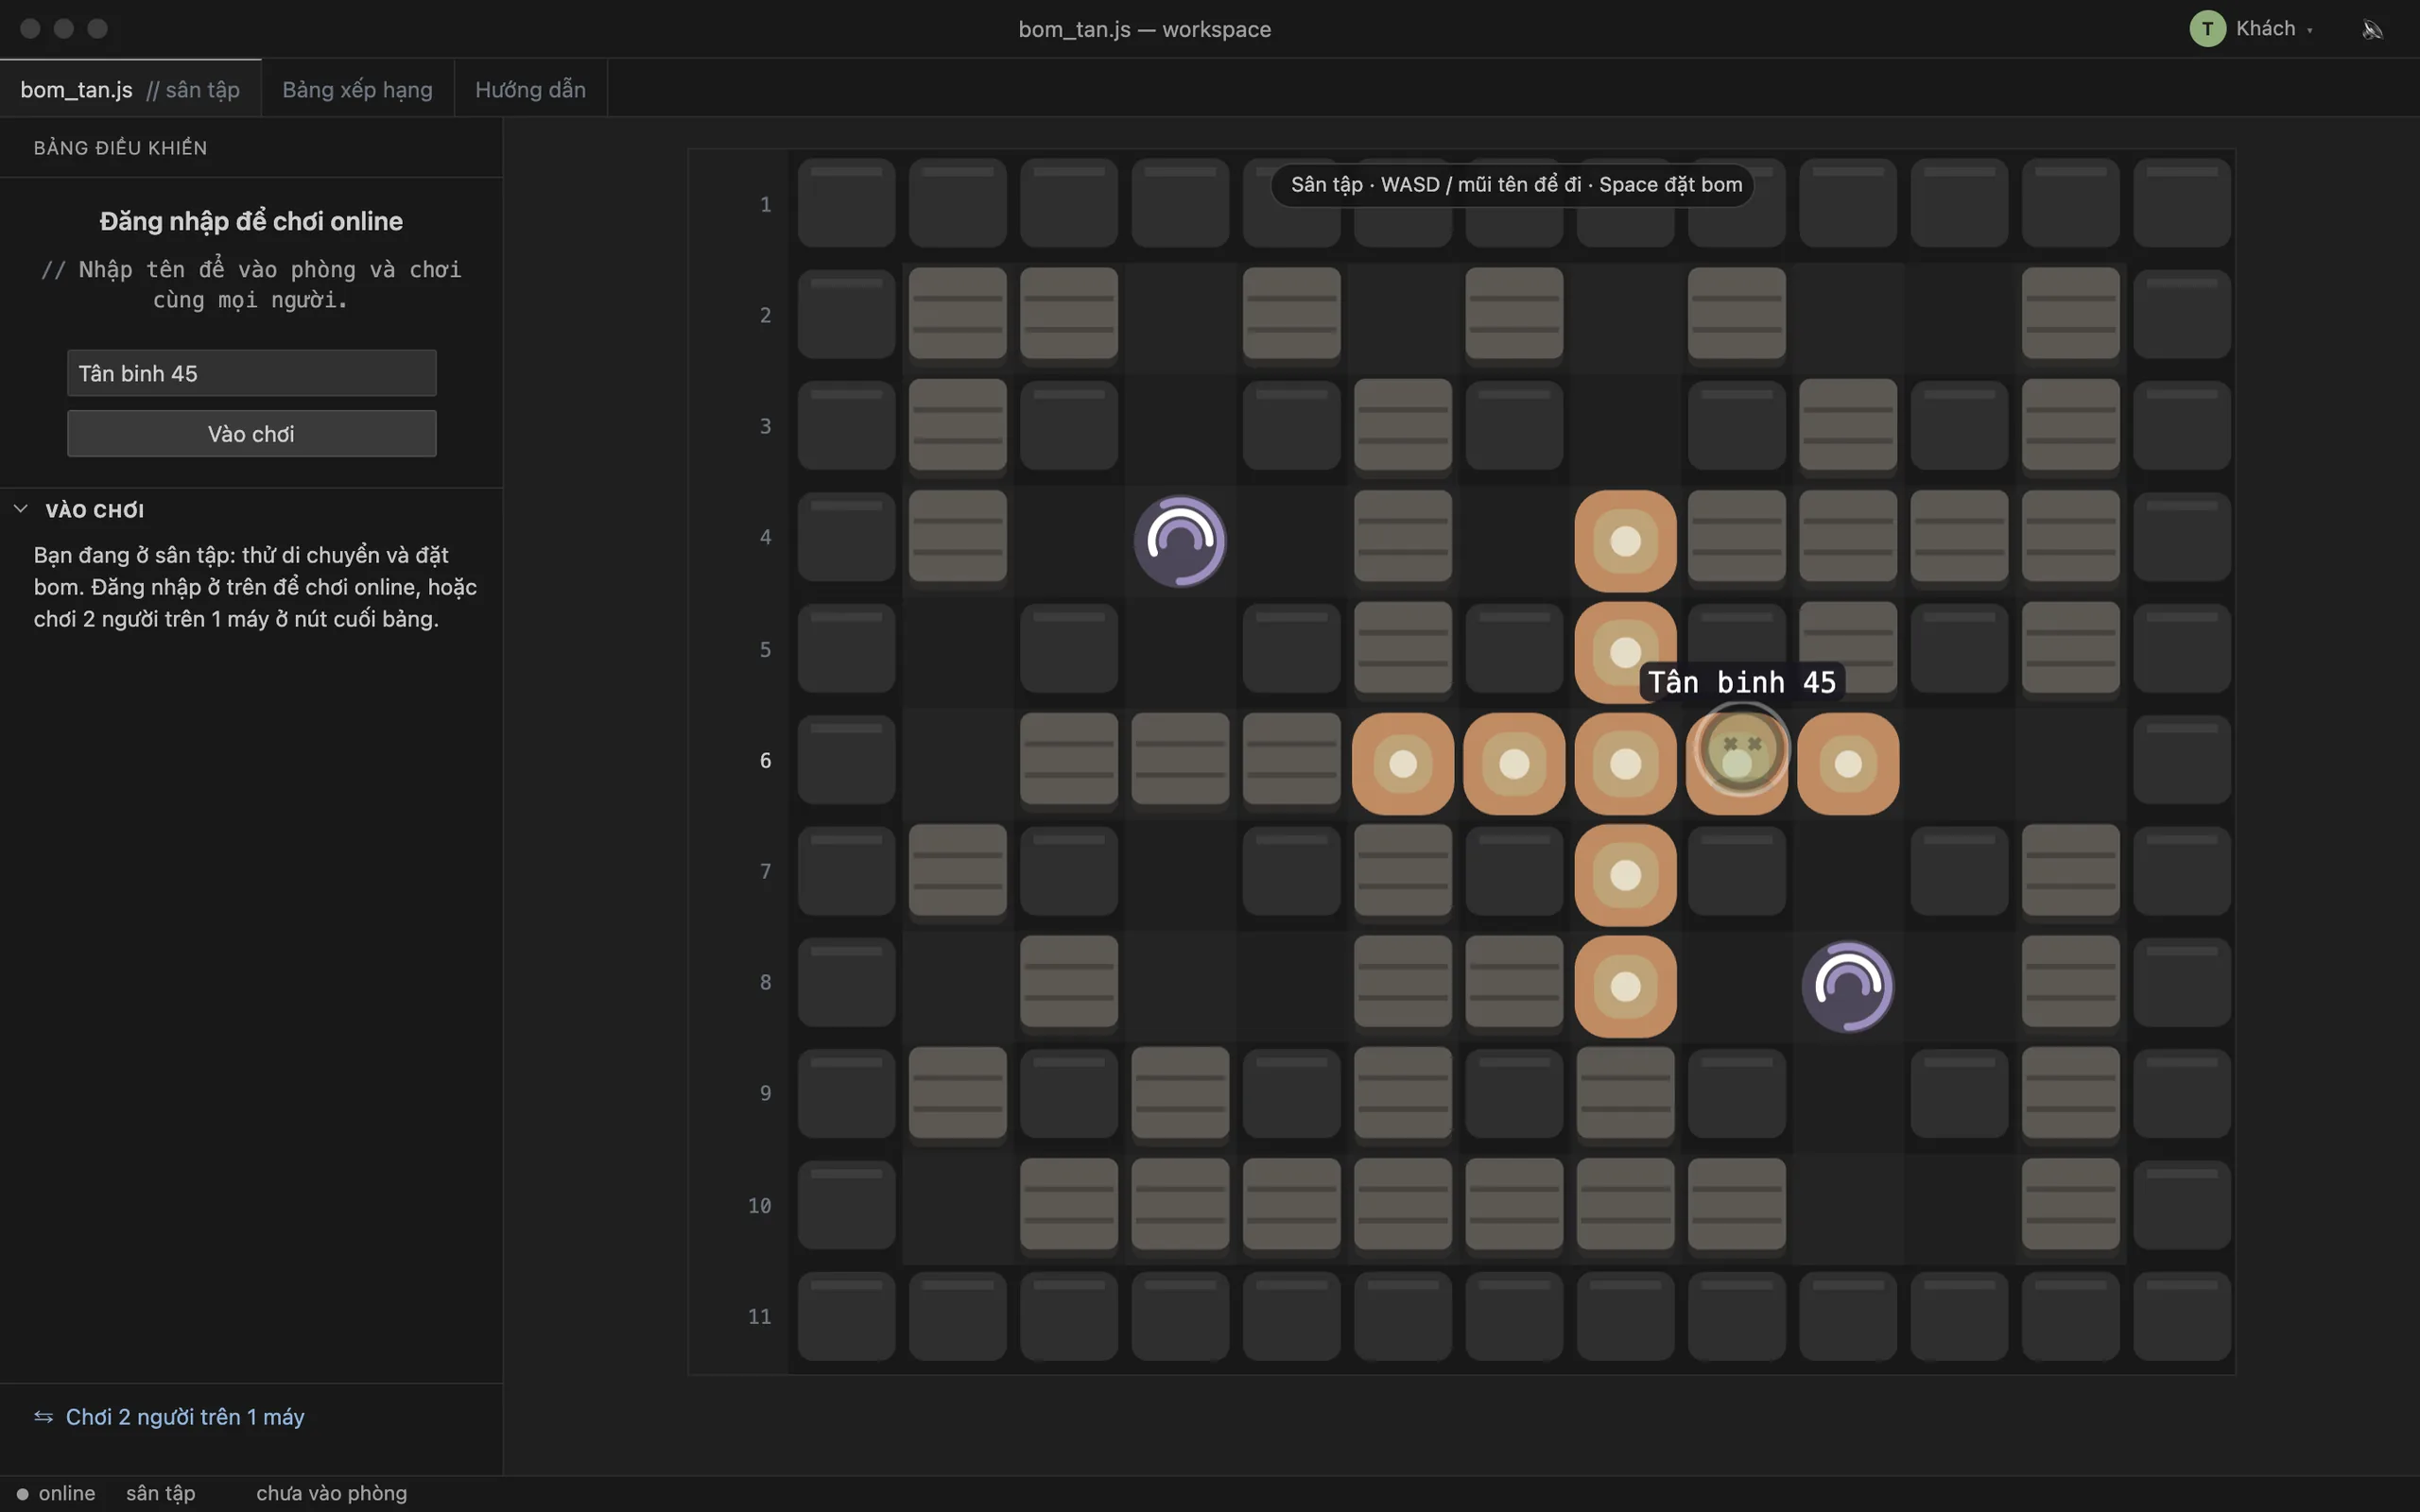 bom_tan.js — workspace
T Khách
bom_tan.js // sân tập
Bảng xếp hạng
Hướng dẫn
BẢNG ĐIỀU KHIỂN
Đăng nhập để chơi online
// Nhập tên để vào phòng và chơi
cùng mọi người.
Tân binh 45
Vào chơi
VÀO CHƠI
Bạn đang ở sân tập: thử di chuyển và đặt
bom. Đăng nhập ở trên để chơi online, hoặc
chơi 2 người trên 1 máy ở nút cuối bảng.
Chơi 2 người trên 1 máy
Sân tập · WASD / mũi tên để đi · Space đặt bom
1
2
3
4
5
Tân binh 45
6
7
8
9
10
11
online
sân tập
chưa vào phòng